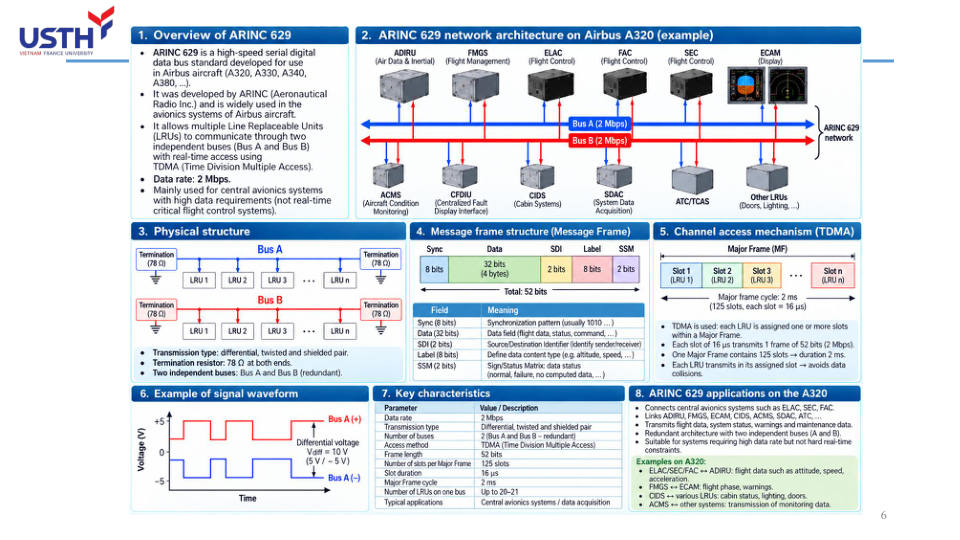 USTH
VIETNAM FRANCE UNIVERSITY
1. Overview of ARINC 629
• ARINC 629 is a high-speed serial digital
data bus standard developed for use
in Airbus aircraft (A320, A330, A340,
A380, ...).
• It was developed by ARINC (Aeronautical
Radio Inc.) and is widely used in the
avionics systems of Airbus aircraft.
• It allows multiple Line Replaceable Units
(LRUs) to communicate through two
independent buses (Bus A and Bus B)
with real-time access using
TDMA (Time Division Multiple Access).
• Data rate: 2 Mbps.
• Mainly used for central avionics systems
with high data requirements (not real-time
critical flight control systems).
2. ARINC 629 network architecture on Airbus A320 (example)
ADIRU
(Air Data & Inertial)
FMGS
(Flight Management)
ELAC
(Flight Control)
FAC
(Flight Control)
SEC
(Flight Control)
ECAM
(Display)
Bus A (2 Mbps)
Bus B (2 Mbps)
ARINC 629
network
ACMS
(Aircraft Condition
Monitoring)
CFDIU
(Centralized Fault
Display Interface)
CIDS
(Cabin Systems)
SDAC
(System Data
Acquisition)
ATC/TCAS
Other LRUs
(Doors, Lighting, ...)
3. Physical structure
Termination
(78 Ω)
Bus A
Termination
(78 Ω)
LRU 1 LRU 2 LRU 3 ... LRU n
Termination
(78 Ω)
Bus B
Termination
(78 Ω)
LRU 1 LRU 2 LRU 3 ... LRU n
• Transmission type: differential, twisted and shielded pair.
• Termination resistor: 78 Ω at both ends.
• Two independent buses: Bus A and Bus B (redundant).
4. Message frame structure (Message Frame)
Sync Data SDI Label SSM
8 bits 32 bits (4 bytes) 2 bits 8 bits 2 bits
Total: 52 bits
Field Meaning
Sync (8 bits) Synchronization pattern (usually 1010 ... )
Data (32 bits) Data field (flight data, status, command, ... )
SDI (2 bits) Source/Destination Identifier (identify sender/receiver)
Label (8 bits) Define data content type (e.g. altitude, speed, ... )
SSM (2 bits) Sign/Status Matrix: data status
(normal, failure, no computed data, ... )
5. Channel access mechanism (TDMA)
Major Frame (MF)
Slot 1 Slot 2 Slot 3 ... Slot n
(LRU 1) (LRU 2) (LRU 3) (LRU n)
Major frame cycle: 2 ms
(125 slots, each slot = 16 μs)
• TDMA is used: each LRU is assigned one or more slots
within a Major Frame.
• Each slot of 16 μs transmits 1 frame of 52 bits (2 Mbps).
• One Major Frame contains 125 slots → duration 2 ms.
• Each LRU transmits in its assigned slot → avoids data
collisions.
6. Example of signal waveform
Voltage (V)
+5
0
−5
Bus A (+)
Differential voltage
Vdiff = 10 V
(5 V / − 5 V)
Bus A (−)
Time
7. Key characteristics
Parameter Value / Description
Data rate 2 Mbps
Transmission type Differential, twisted and shielded pair
Number of buses 2 (Bus A and Bus B – redundant)
Access method TDMA (Time Division Multiple Access)
Frame length 52 bits
Number of slots per Major Frame 125 slots
Slot duration 16 μs
Major Frame cycle 2 ms
Number of LRUs on one bus Up to 20–21
Typical applications Central avionics systems / data acquisition
8. ARINC 629 applications on the A320
• Connects central avionics systems such as ELAC, SEC, FAC.
• Links ADIRU, FMGS, ECAM, CIDS, ACMS, SDAC, ATC, ...
• Transmits flight data, system status, warnings and maintenance data.
• Redundant architecture with two independent buses (A and B).
• Suitable for systems requiring high data rate but not hard real-time
constraints.
Examples on A320:
• ELAC/SEC/FAC ↔ ADIRU: flight data such as attitude, speed,
acceleration.
• FMGS ↔ ECAM: flight phase, warnings.
• CIDS ↔ various LRUs: cabin status, lighting, doors.
• ACMS ↔ other systems: transmission of monitoring data.
6